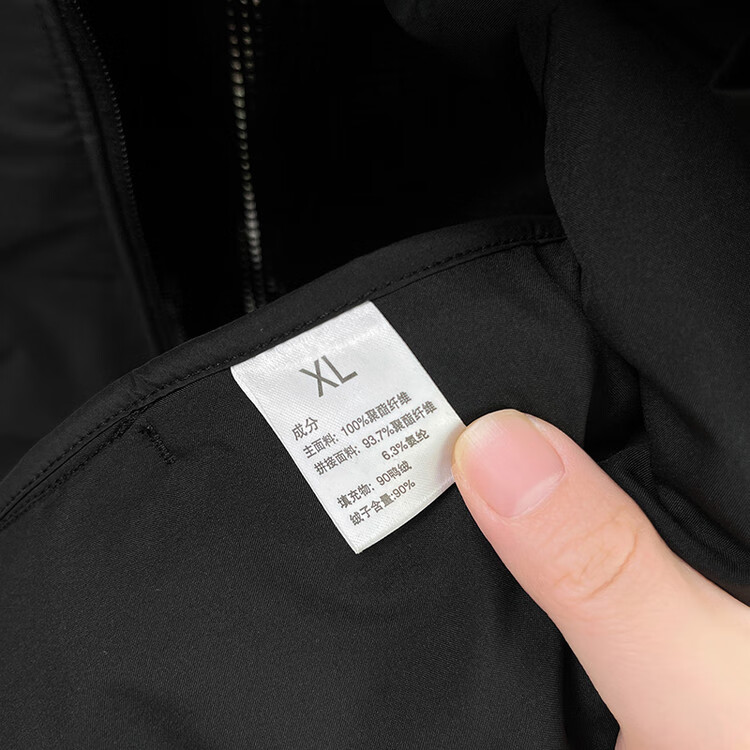 XL
成分
主面料: 100%聚酯纤维
拼接面料: 93.7%聚酯纤维
6.3%氨纶
填充物: 90鸭绒
绒子含量:90%